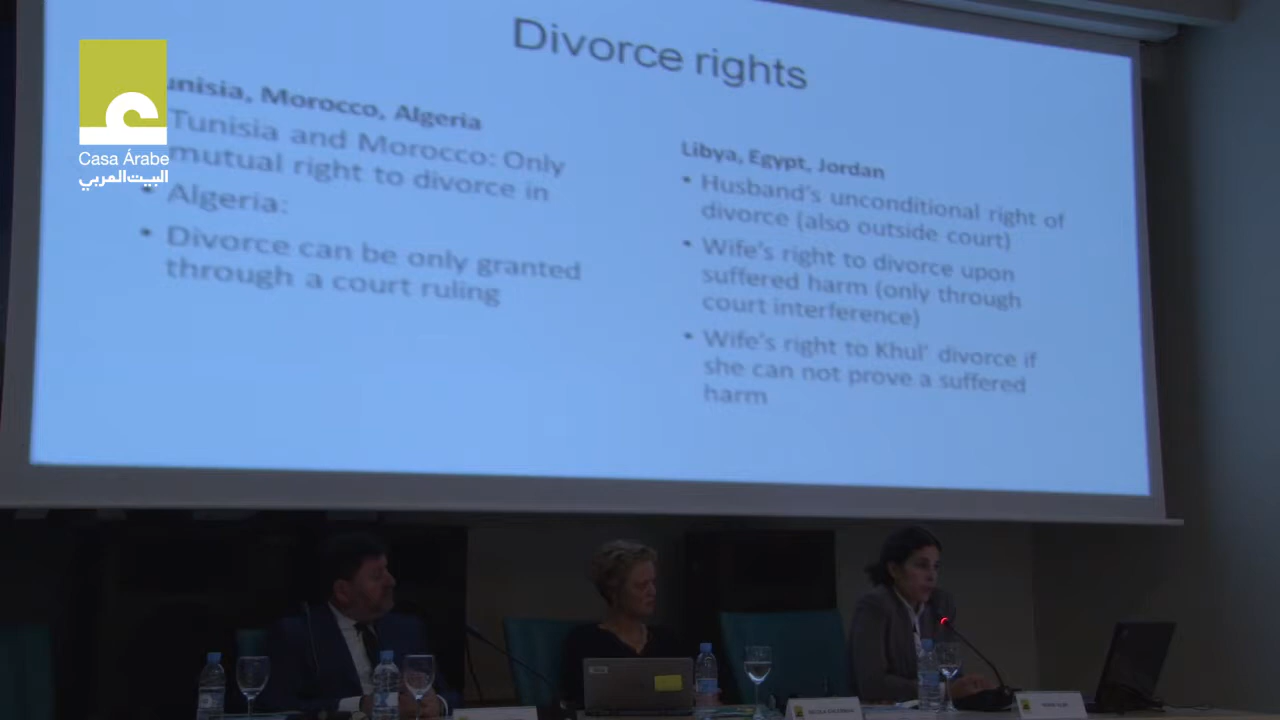 Divorce rights
Casa Árabe
البيت العربي
unisia, Morocco, Algeria
Tunisia and Morocco: Only
mutual right to divorce in
• Algeria:
• Divorce can be only granted
through a court ruling
Libya, Egypt, Jordan
• Husband's unconditional right of
divorce (also outside court)
• Wife's right to divorce upon
suffered harm (only through
court interference)
• Wife's right to Khul' divorce if
she can not prove a suffered
harm